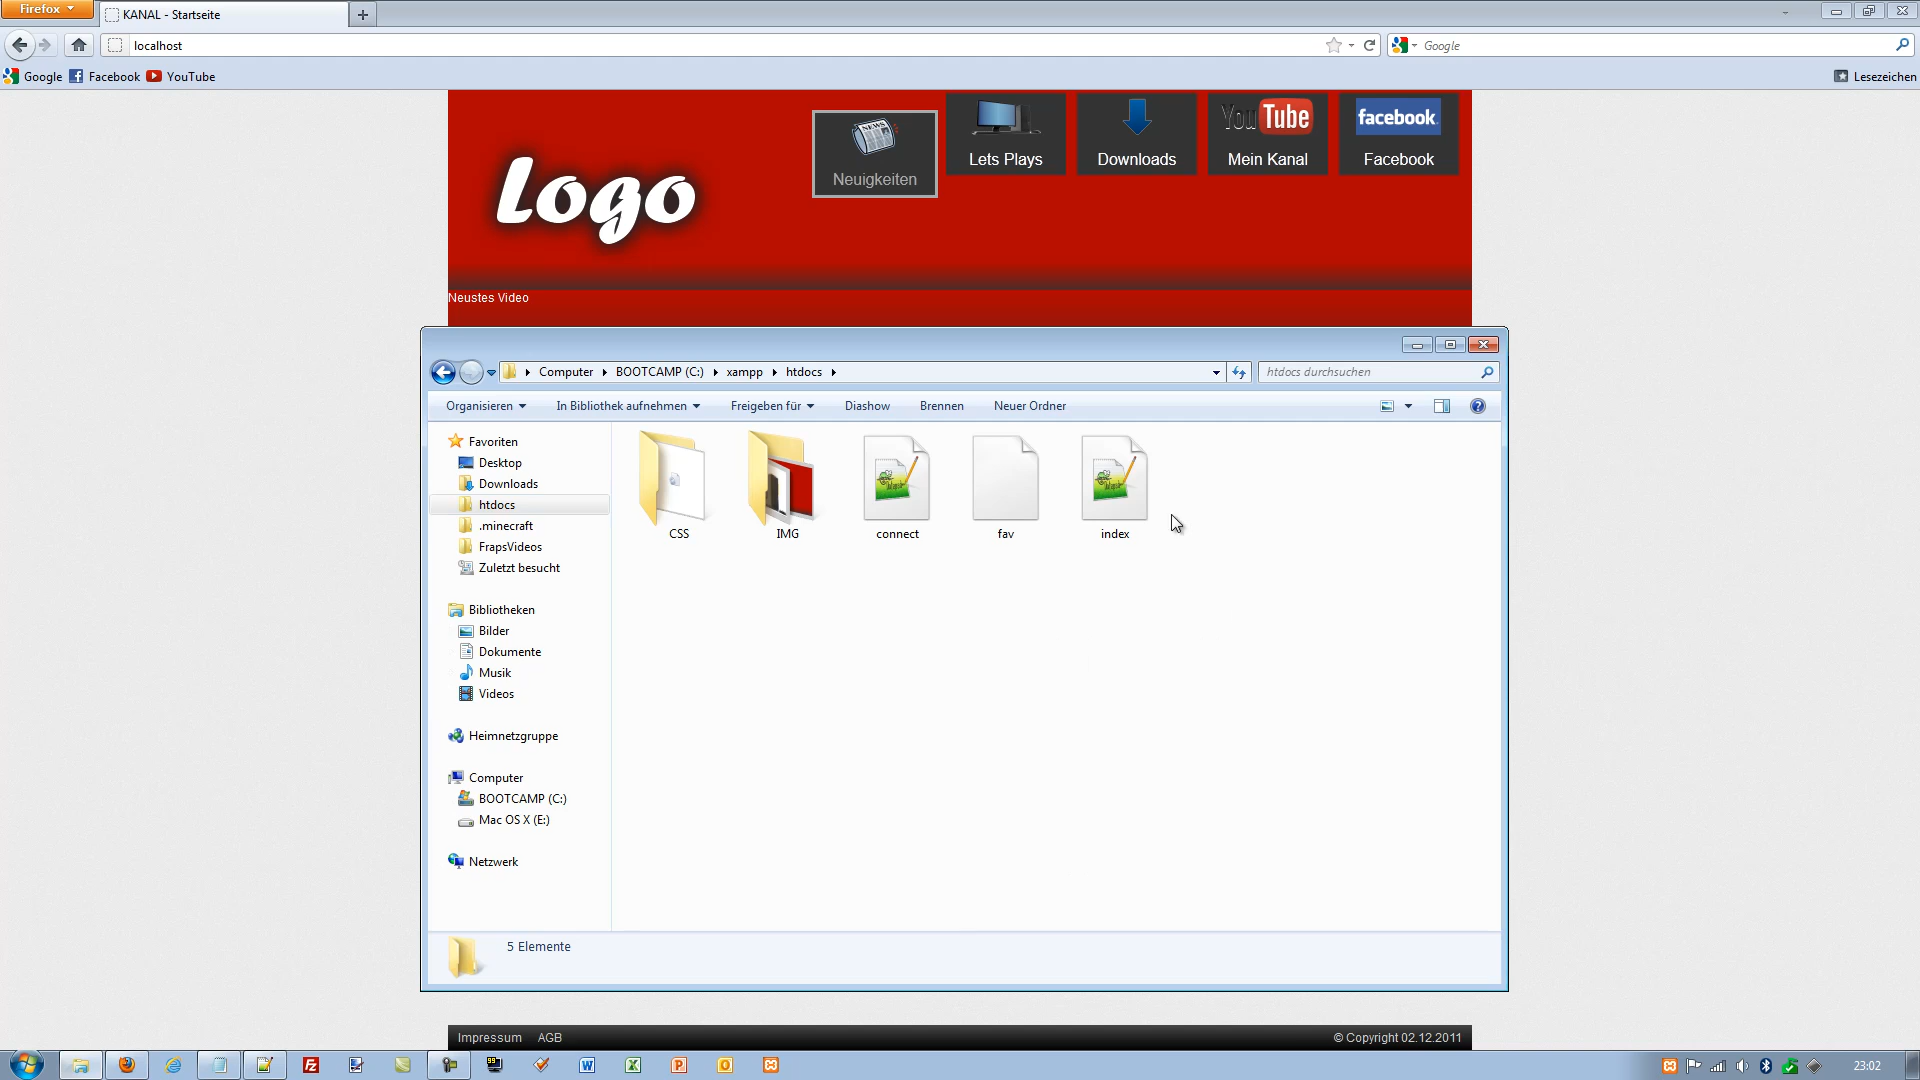 Firefox
KANAL - Startseite
localhost
Google
Google
Facebook
YouTube
Lesezeichen
Logo
NEWS
Neuigkeiten
Lets Plays
Downloads
You Tube
Mein Kanal
facebook
Facebook
Neustes Video
Computer
BOOTCAMP (C:)
xampp
htdocs
htdocs durchsuchen
Organisieren
In Bibliothek aufnehmen
Freigeben für
Diashow
Brennen
Neuer Ordner
Favoriten
Desktop
Downloads
htdocs
.minecraft
FrapsVideos
Zuletzt besucht
Bibliotheken
Bilder
Dokumente
Musik
Videos
Heimnetzgruppe
Computer
BOOTCAMP (C:)
Mac OS X (E:)
Netzwerk
CSS
IMG
connect
fav
index
5 Elemente
Impressum
AGB
© Copyright 02.12.2011
23:02